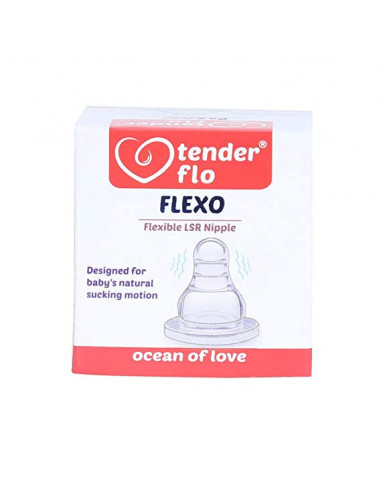 tender®
flo
FLEXO
Flexible LSR Nipple
Designed for
baby's natural
sucking motion
ocean of love